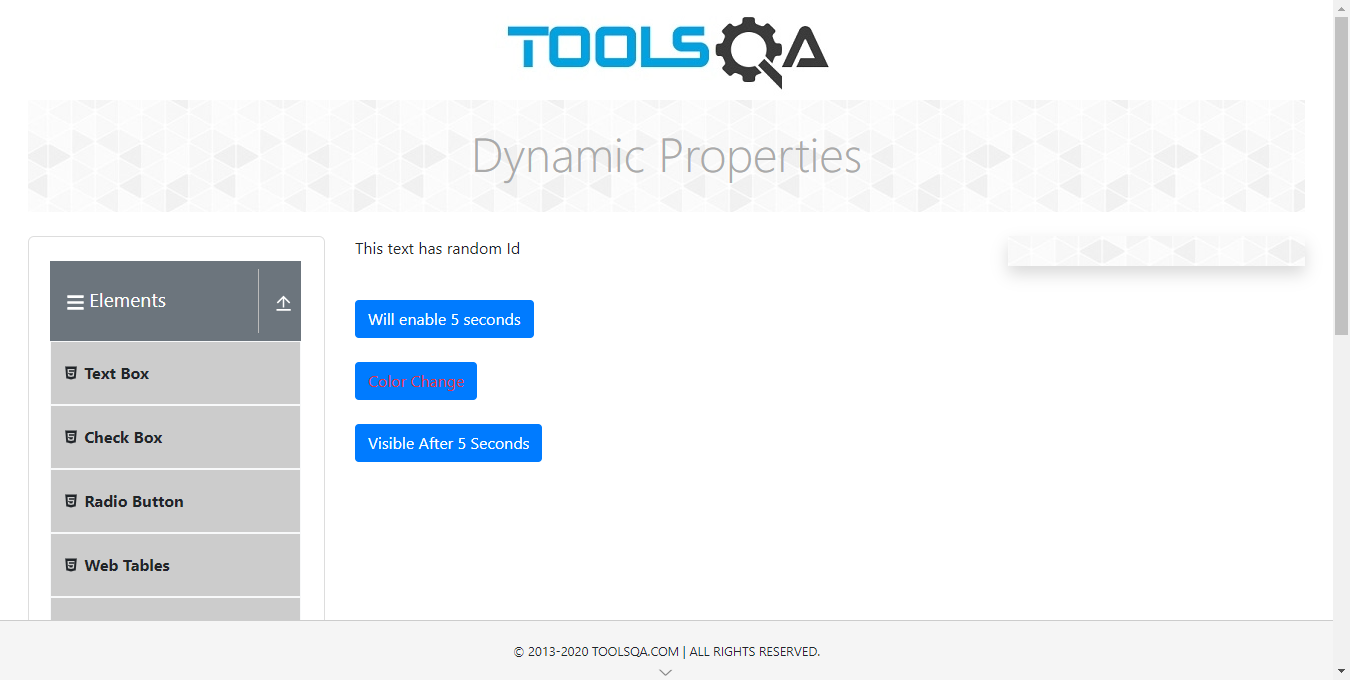 TOOLSQA
Dynamic Properties
Elements
Text Box
Check Box
Radio Button
Web Tables
This text has random Id
Will enable 5 seconds
Color Change
Visible After 5 Seconds
© 2013-2020 TOOLSQA.COM | ALL RIGHTS RESERVED.